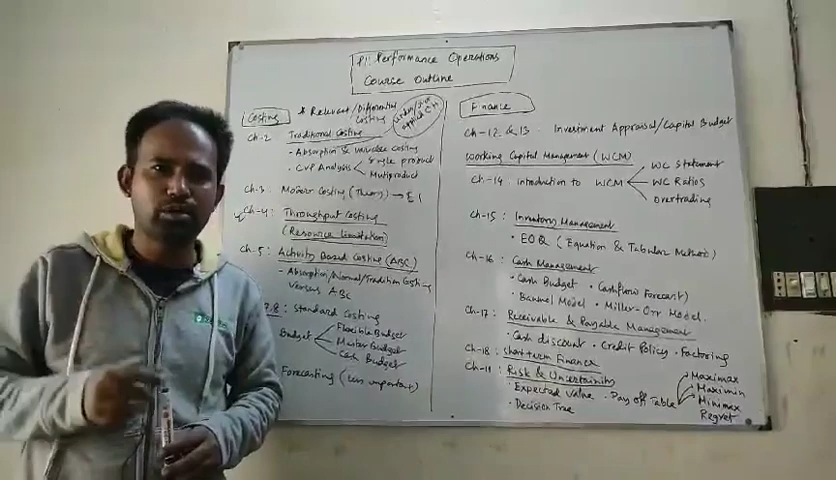 P1: Performance Operations
Course Outline
Costing
* Relevant/Differential Costing
Ch-2 Traditional Costing
• Absorption & variable costing
• CVP Analysis
Single product
Multiproduct
Ch-3 Modern Costing (Theory) → E1
Ch-4: Throughput Costing
(Resource Limitation)
Ch-5: Activity Based Costing (ABC)
- Absorption/Normal/Tradition Costing
versus ABC
8: Standard Costing
Budget
Flexible Budget
Master Budget
Cash Budget
Forecasting (Less important)
Finance
Ch-12 & 13: Investment Appraisal/Capital Budget
Working Capital Management (WCM)
Ch-14: introduction to WCM
WC Statement
WC Ratios
overtrading
Ch-15: Inventory Management
• EOQ (Equation & Tabular Method)
Ch-16: Cash Management
• Cash Budget • Cashflow Forecast)
• Baumol Model • Miller-Orr Model.
Ch-17: Receivable & Payable Management
• Cash discount • Credit Policy • Factoring
Ch-18: Short term Finance
Ch-11: Risk & Uncertainity
• Expected Value • Pay off Table
Maximax
Maximin
Minimax
Regret
• Decision Tree